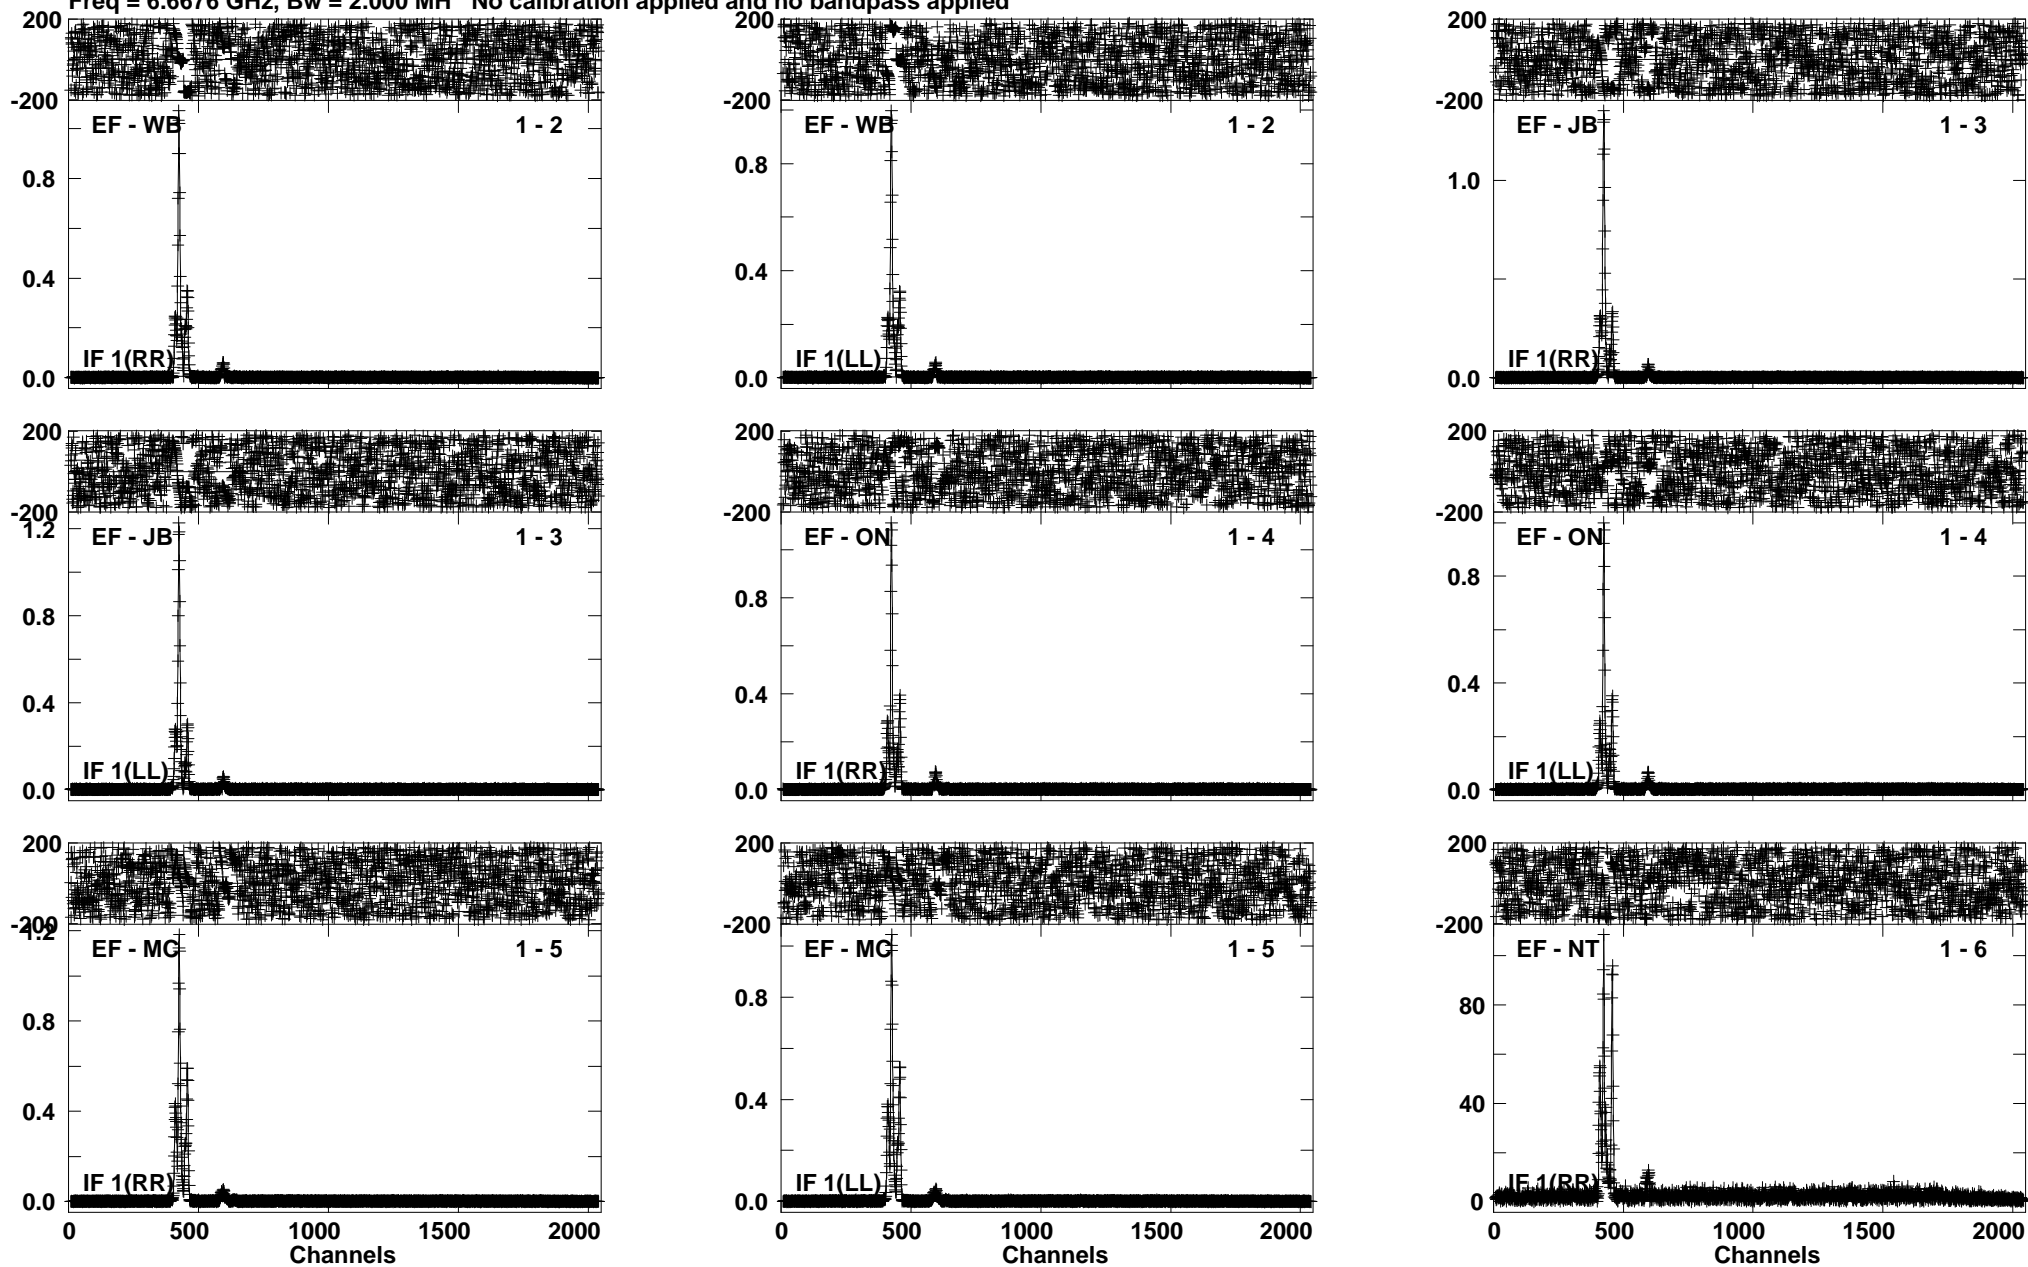 Freq = 6.6676 GHz, Bw = 2.000 MH No calibration applied and no bandpass applied
200 200 200
-200 -200 -200
EF - WB 1 - 2 EF - WB 1 - 2 EF - JB 1 - 3
0.8 0.8 1.0
0.4 0.4
IF 1(RR) IF 1(LL) IF 1(RR)
0.0 0.0 0.0
200 200 200
-200 -200 -200
1.2
EF - JB 1 - 3 EF - ON 1 - 4 EF - ON 1 - 4
0.8 0.8 0.8
0.4 0.4 0.4
IF 1(LL) IF 1(RR) IF 1(LL)
0.0 0.0 0.0
200 200 200
-200 -200 -200
1.2
EF - MC 1 - 5 EF - MC 1 - 5 EF - NT 1 - 6
0.8 0.8 80
0.4 0.4 40
IF 1(RR) IF 1(LL) IF 1(RR)
0.0 0.0 0
0 500 1000 1500 2000 0 500 1000 1500 2000 0 500 1000 1500 2000
Channels Channels Channels